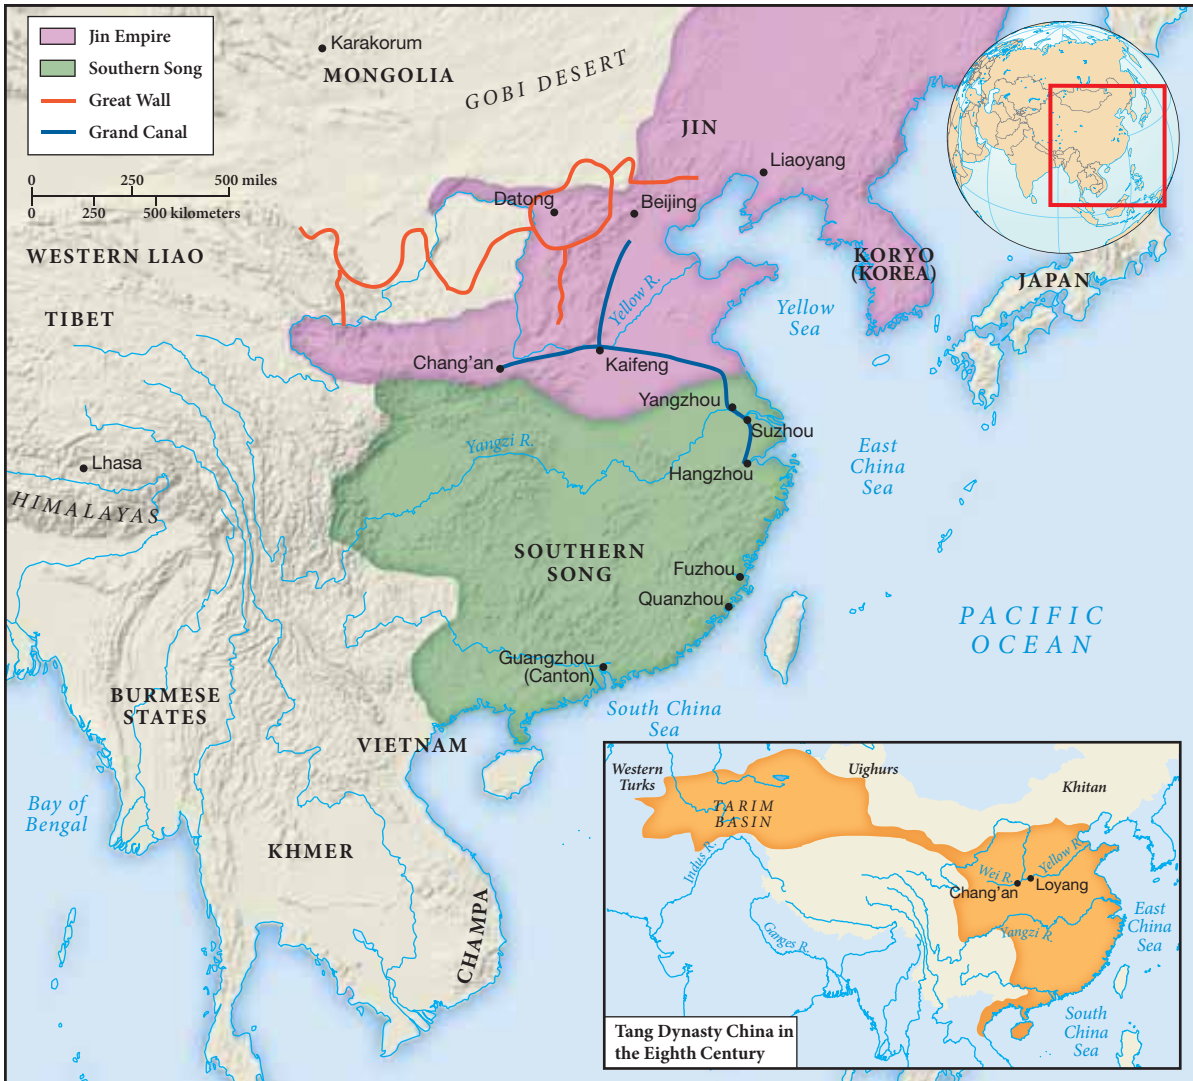 Jin Empire
Southern Song
Great Wall
Grand Canal
0 250 500 miles
0 250 500 kilometers
Karakorum
MONGOLIA
GOBI DESERT
JIN
Liaoyang
Datong
Beijing
WESTERN LIAO
KORYO
(KOREA)
JAPAN
TIBET
Yellow R.
Yellow
Sea
Chang'an
Kaifeng
Yangzhou
Suzhou
Yangzi R.
Hangzhou
East
China
Sea
Lhasa
HIMALAYAS
SOUTHERN
SONG
Fuzhou
Quanzhou
PACIFIC
OCEAN
Guangzhou
(Canton)
BURMESE
STATES
South China
Sea
VIETNAM
Bay of
Bengal
KHMER
CHAMPA
Western
Turks
Uighurs
Khitan
TARIM
BASIN
Indus R.
Wei R.
Yellow R.
Chang'an
Loyang
Yangzi R.
East
China
Sea
Ganges R.
South
China
Sea
Tang Dynasty China in
the Eighth Century